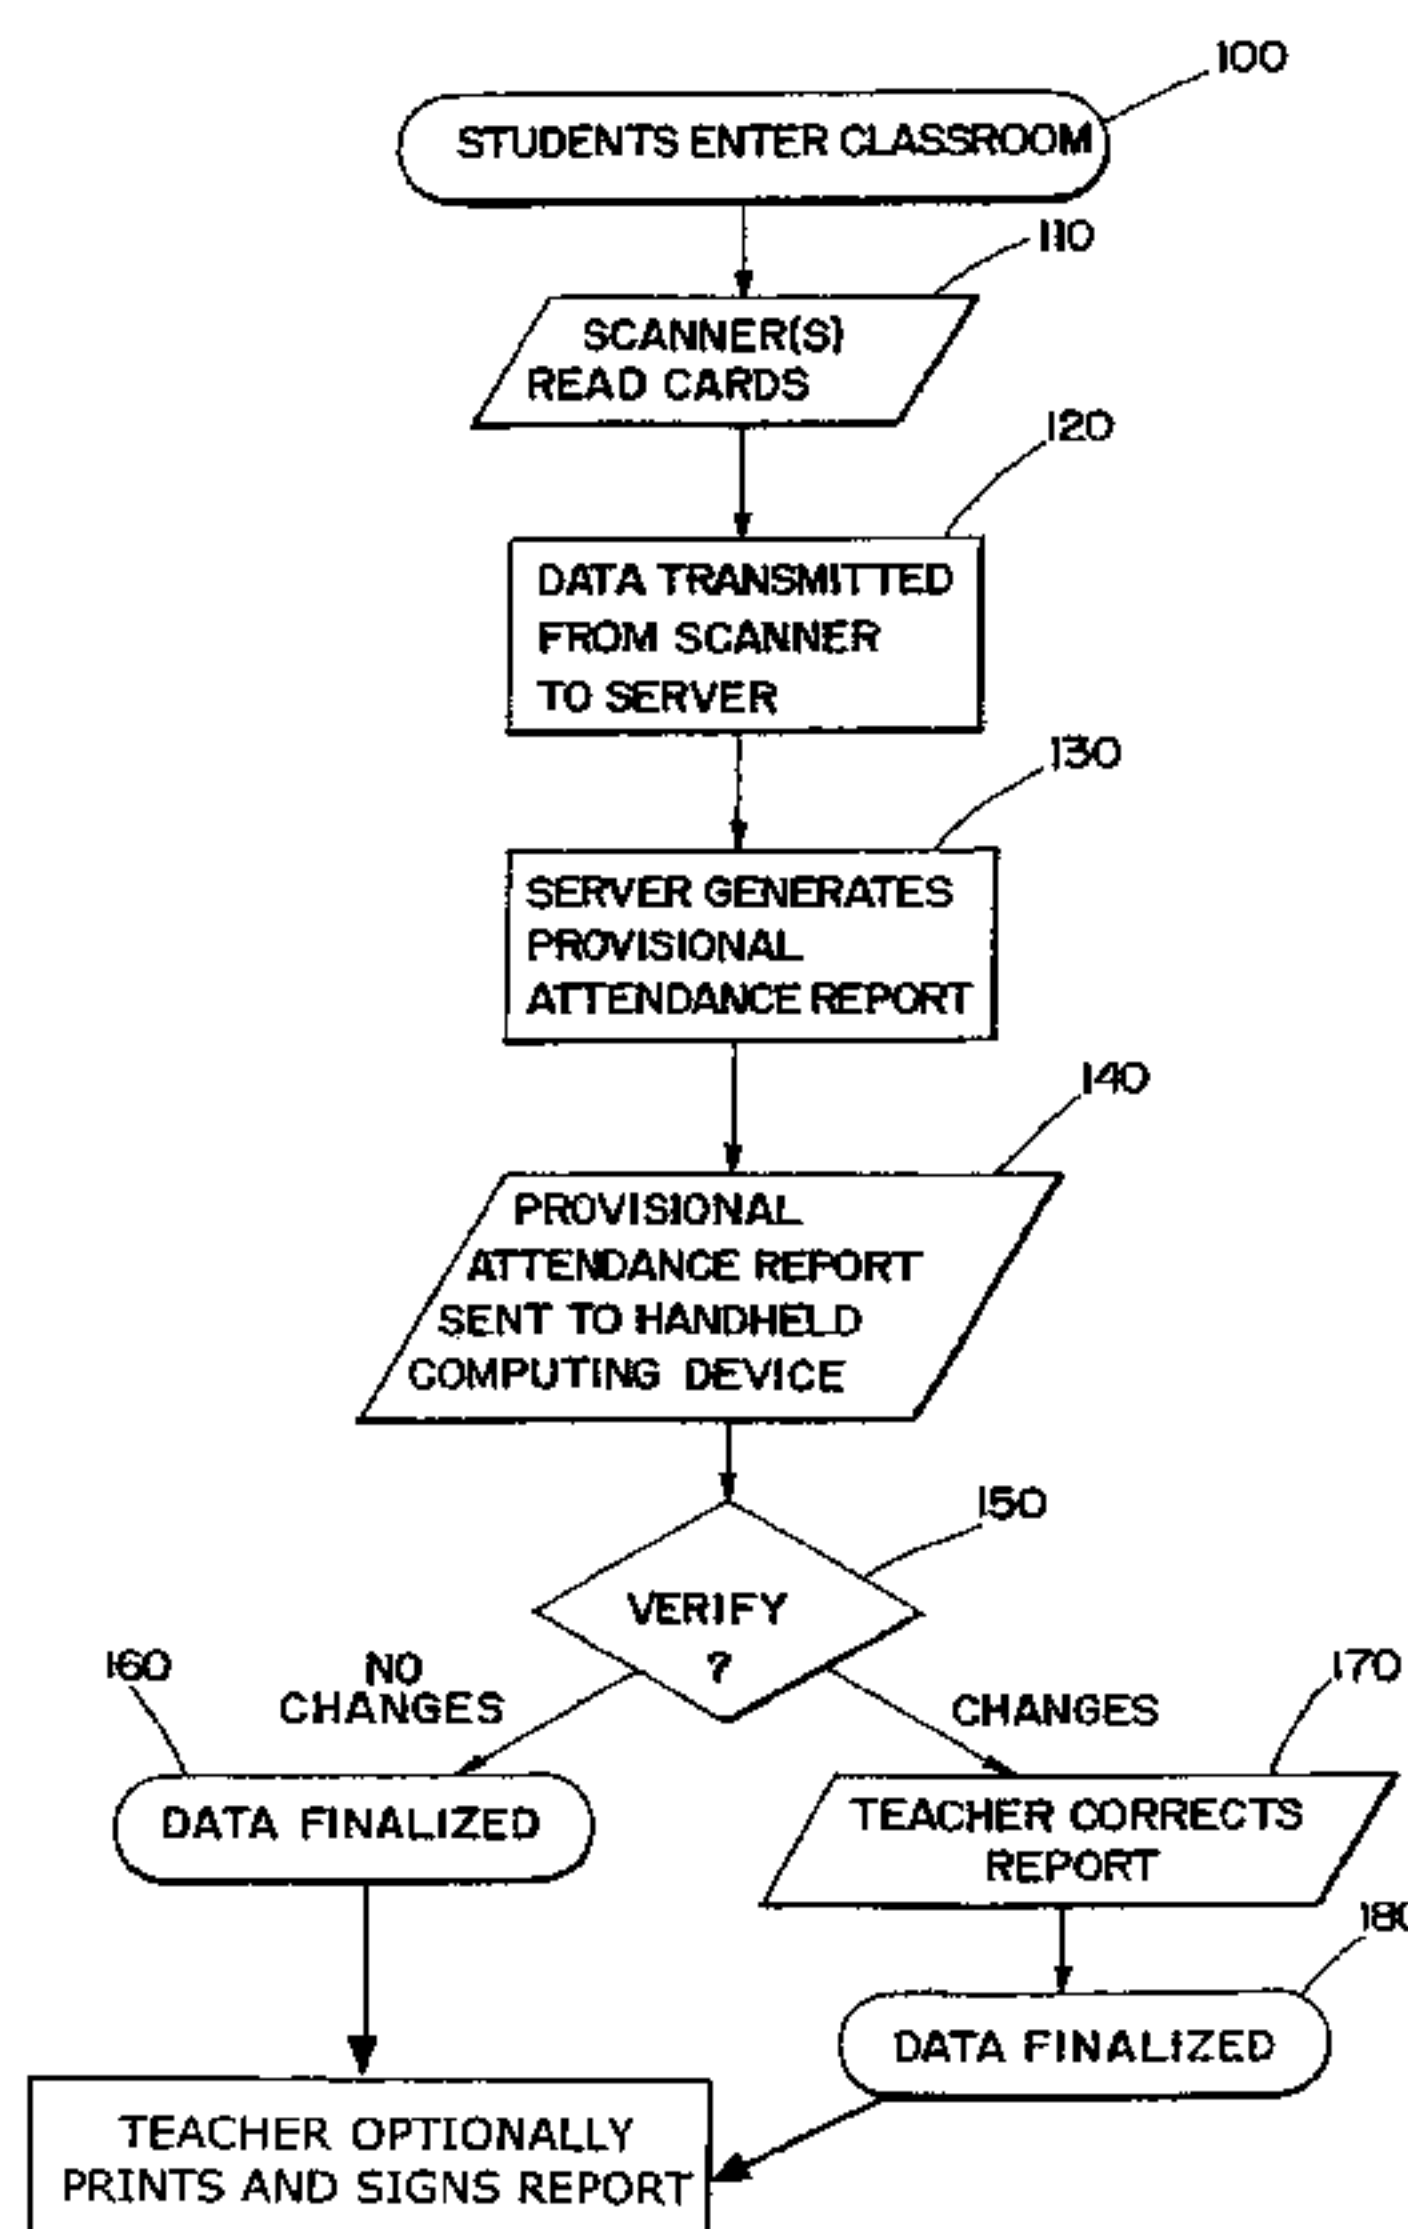 100
STUDENTS ENTER CLASSROOM
110
SCANNER(S)
READ CARDS
120
DATA TRANSMITTED
FROM SCANNER
TO SERVER
130
SERVER GENERATES
PROVISIONAL
ATTENDANCE REPORT
140
PROVISIONAL
ATTENDANCE REPORT
SENT TO HANDHELD
COMPUTING DEVICE
150
VERIFY
?
160
NO
CHANGES
CHANGES
170
DATA FINALIZED
TEACHER CORRECTS
REPORT
180
DATA FINALIZED
TEACHER OPTIONALLY
PRINTS AND SIGNS REPORT